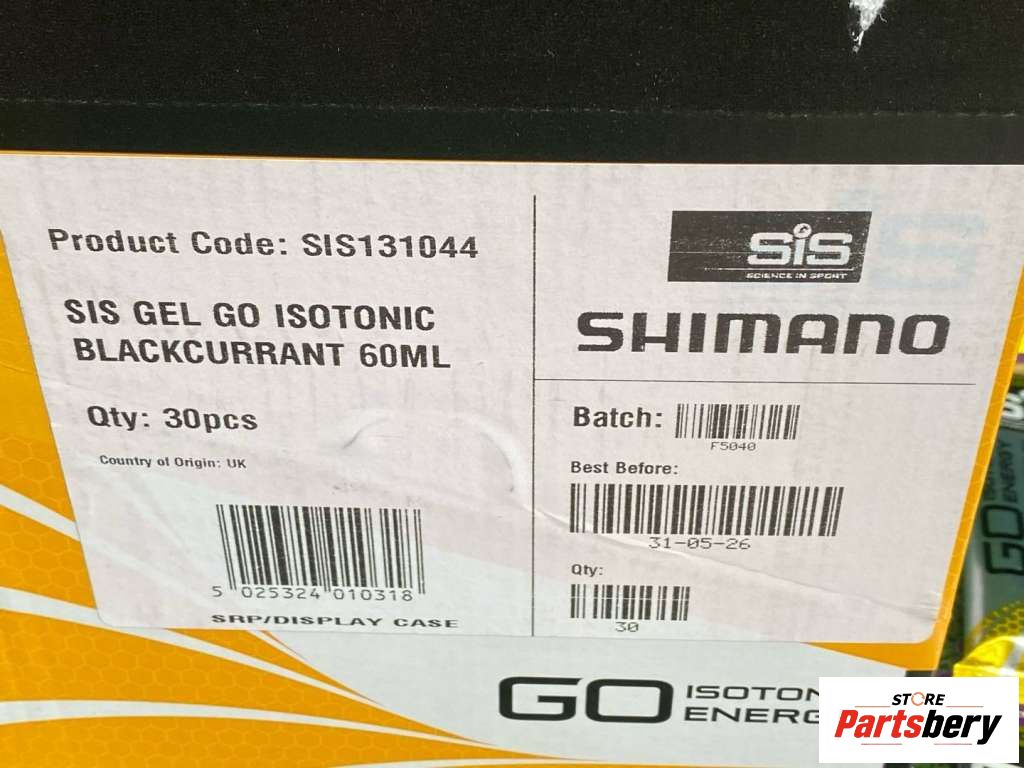 Product Code: SIS131044
SIS GEL GO ISOTONIC
BLACKCURRANT 60ML
Qty: 30pcs
Country of Origin: UK
5 025324 010318
SRP/DISPLAY CASE
SiS
SCIENCE IN SPORT
SHIMANO
Batch:
F5040
Best Before:
31-05-26
Qty:
30
GO
ENERGY
GO
STORE
Partsbery